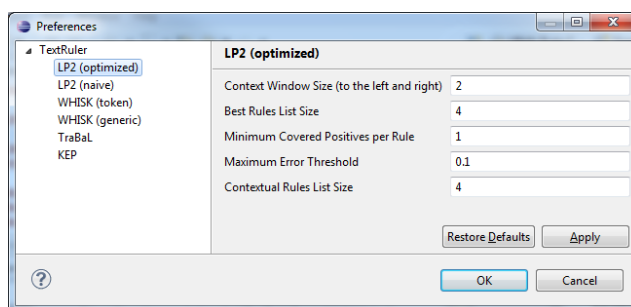 Preferences
TextRuler
LP2 (optimized)
LP2 (naive)
WHISK (token)
WHISK (generic)
TraBaL
KEP
LP2 (optimized)
Context Window Size (to the left and right) 2
Best Rules List Size 4
Minimum Covered Positives per Rule 1
Maximum Error Threshold 0.1
Contextual Rules List Size 4
Restore Defaults Apply
? OK Cancel